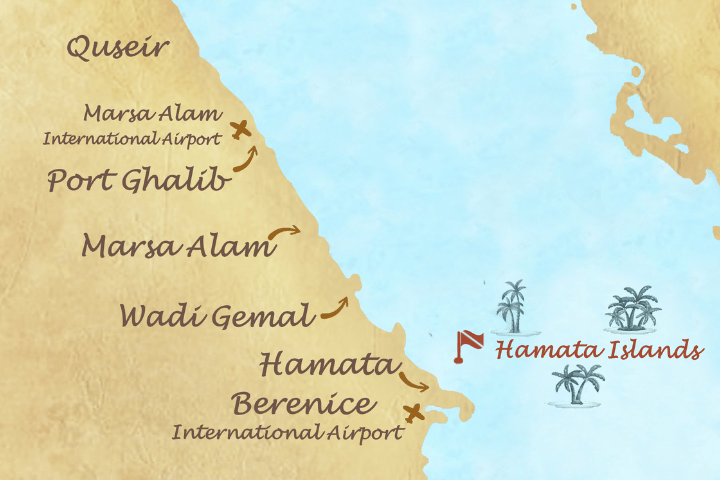 Quseir
Marsa Alam
International Airport
Port Ghalib
Marsa Alam
Wadi Gemal
Hamata Islands
Hamata
Berenice
International Airport